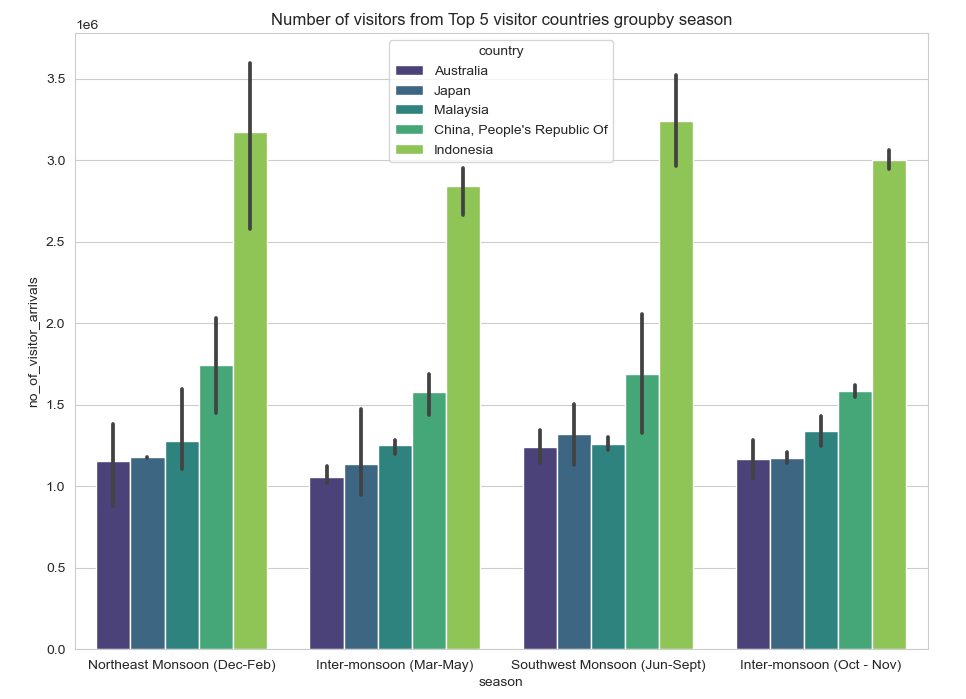 Number of visitors from Top 5 visitor countries groupby season
1e6
country
Australia
Japan
Malaysia
China, People's Republic Of
Indonesia
3.5
3.0
2.5
2.0
1.5
1.0
0.5
0.0
no_of_visitor_arrivals
Northeast Monsoon (Dec-Feb)
Inter-monsoon (Mar-May)
Southwest Monsoon (Jun-Sept)
Inter-monsoon (Oct - Nov)
season